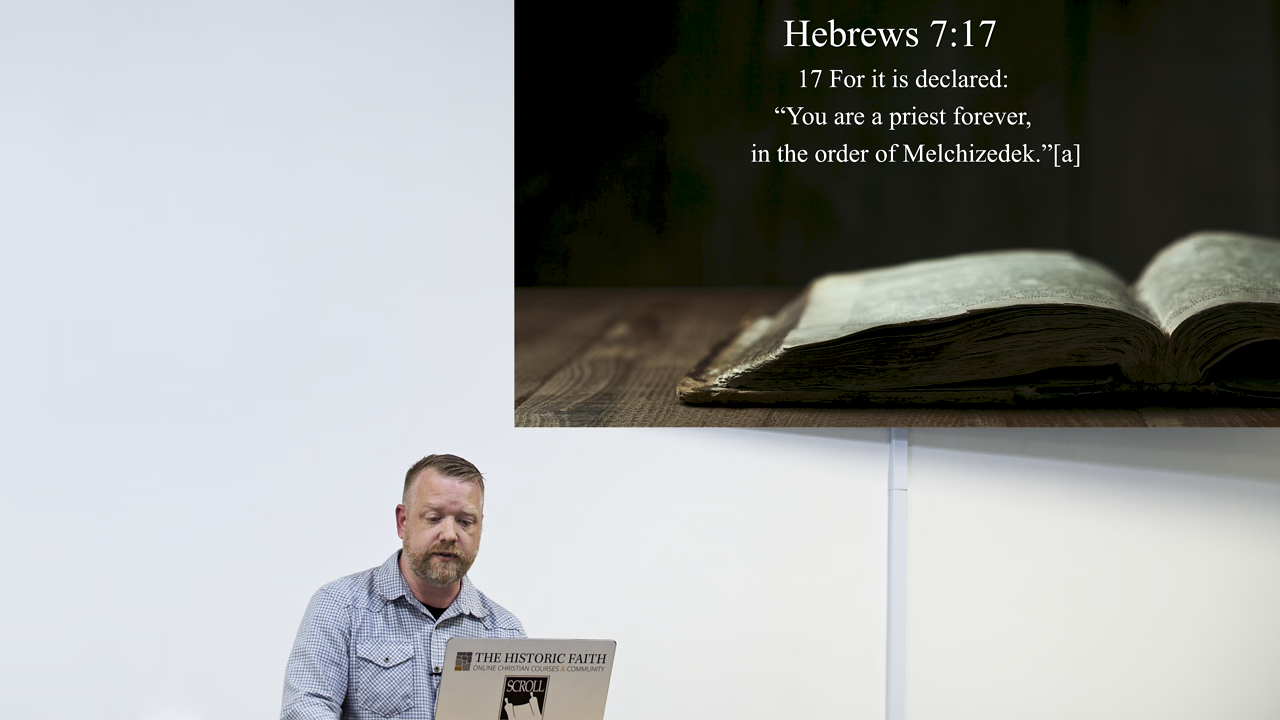 Hebrews 7:17
17 For it is declared:
“You are a priest forever,
in the order of Melchizedek.”[a]
THE HISTORIC FAITH
ONLINE CHRISTIAN COURSES & COMMUNITY
SCROLL